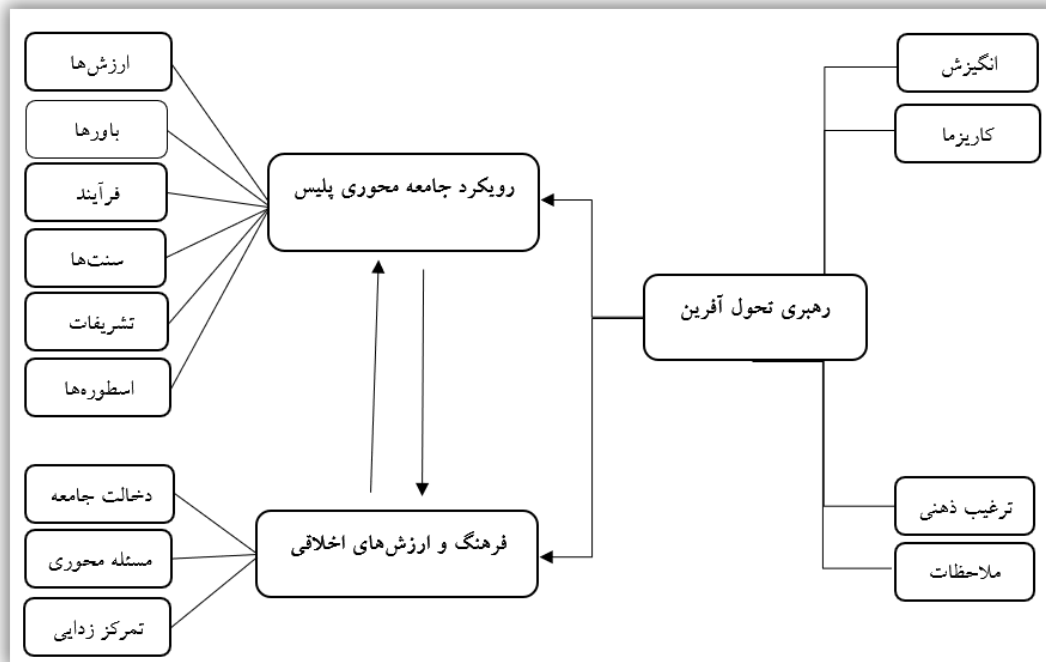 انگیزش
کاریزما
رهبری تحول آفرین
ترغیب ذهنی
ملاحظات
رویکرد جامعه محوری پلیس
ارزش‌ها
باورها
فرآیند
سنت‌ها
تشریفات
اسطوره‌ها
فرهنگ و ارزش‌های اخلاقی
دخالت جامعه
مسئله محوری
تمرکز زدایی